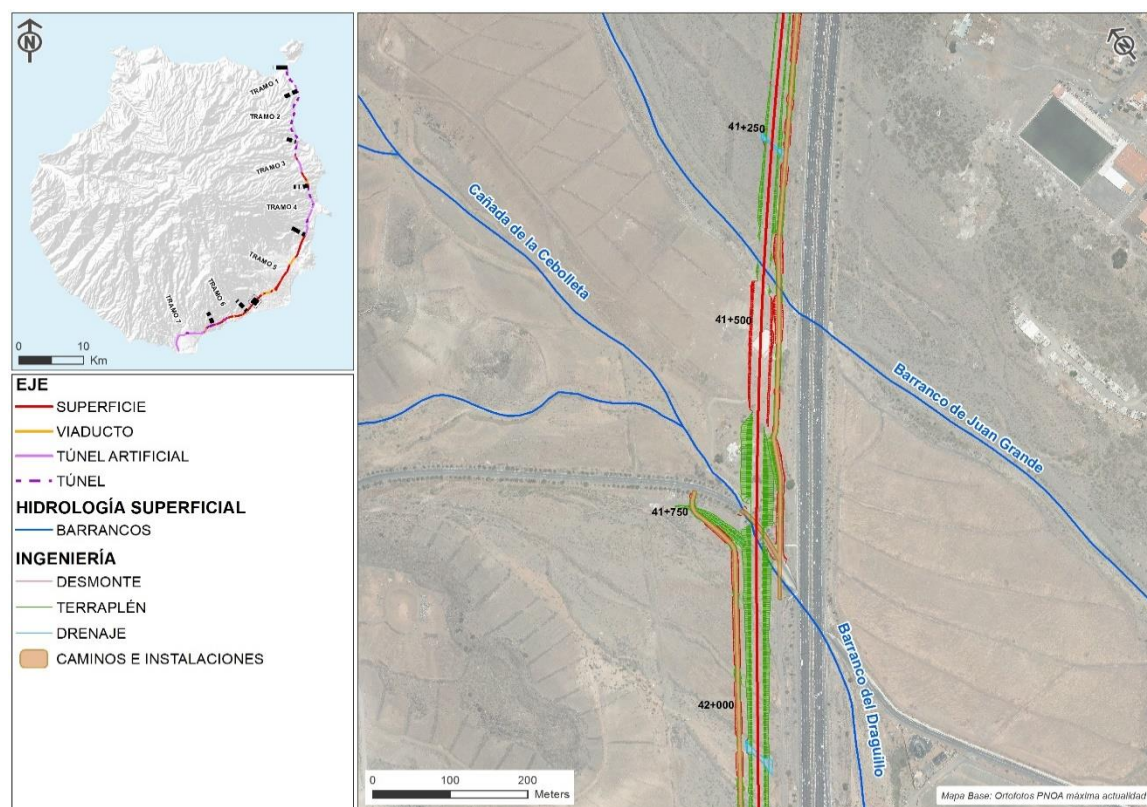 N
TRAMO 1
TRAMO 2
TRAMO 3
TRAMO 4
TRAMO 5
TRAMO 6
TRAMO 7
0 10
Km
EJE
SUPERFICIE
VIADUCTO
TÚNEL ARTIFICIAL
TÚNEL
HIDROLOGÍA SUPERFICIAL
BARRANCOS
INGENIERÍA
DESMONTE
TERRAPLÉN
DRENAJE
CAMINOS E INSTALACIONES
N
41+250
Cañada de la Cebolleta
41+500
Barranco de Juan Grande
41+750
Barranco del Draguillo
42+000
0 100 200
Meters
Mapa Base: Ortofotos PNOA máxima actualidad